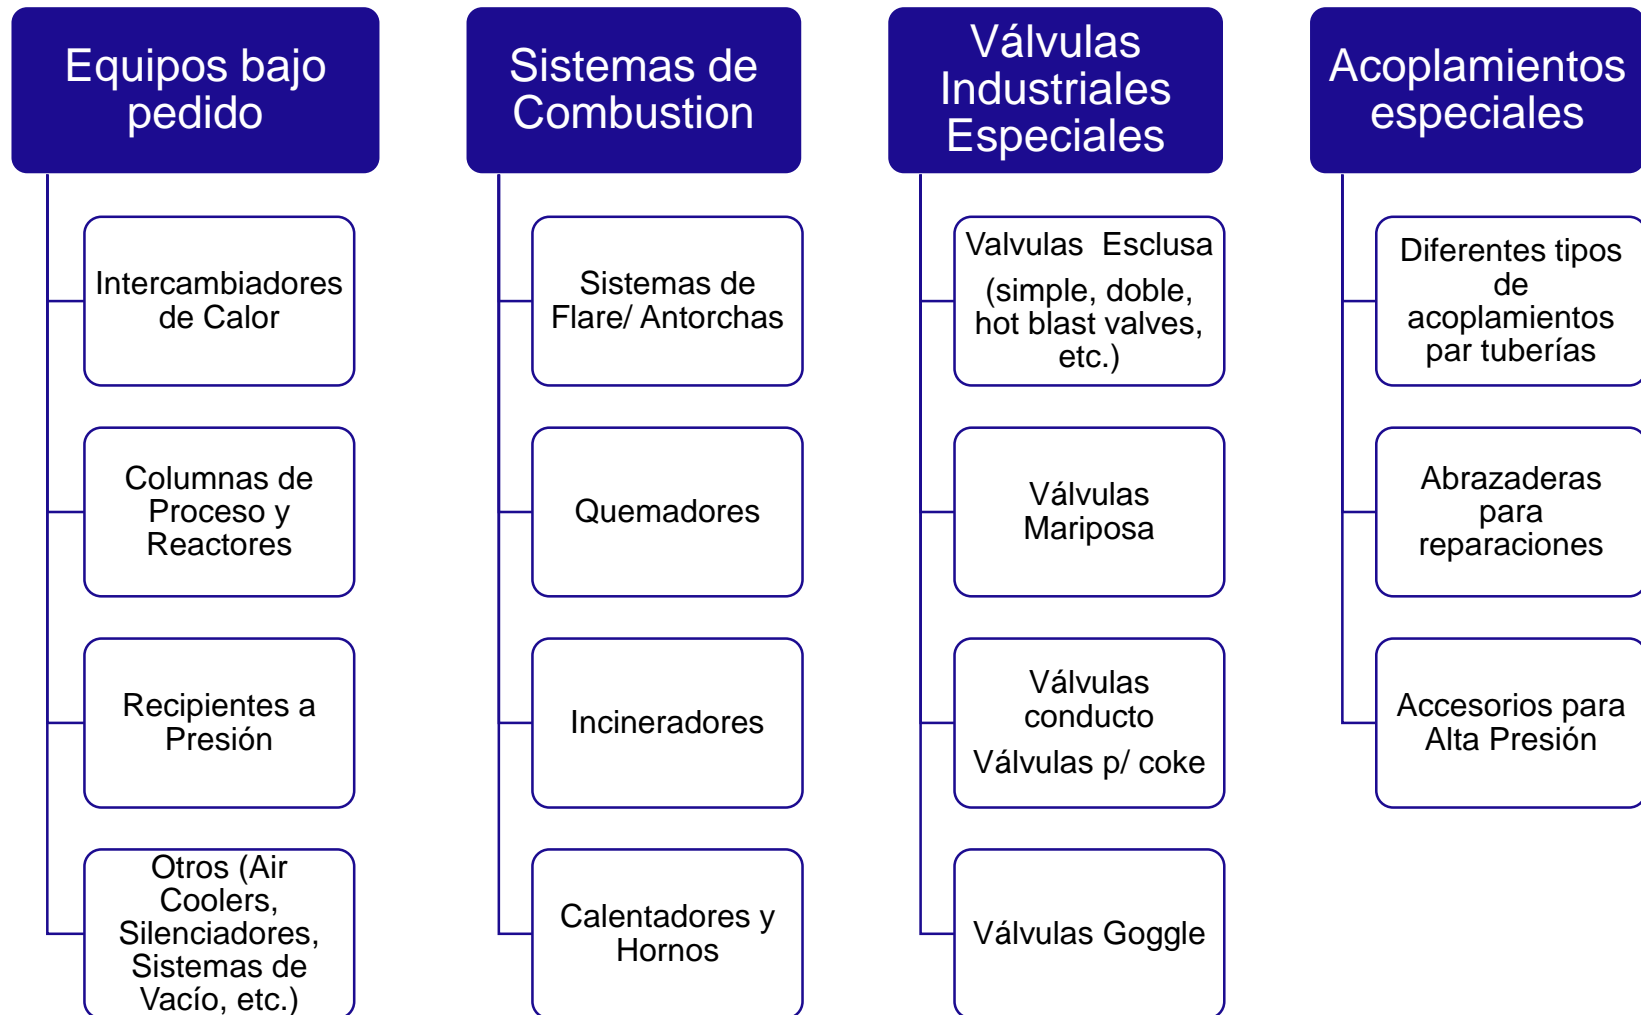 Equipos bajo
pedido
Intercambiadores
de Calor
Columnas de
Proceso y
Reactores
Recipientes a
Presión
Otros (Air
Coolers,
Silenciadores,
Sistemas de
Vacío, etc.)
Sistemas de
Combustion
Sistemas de
Flare/ Antorchas
Quemadores
Incineradores
Calentadores y
Hornos
Válvulas
Industriales
Especiales
Valvulas Esclusa
(simple, doble,
hot blast valves,
etc.)
Válvulas
Mariposa
Válvulas
conducto
Válvulas p/ coke
Válvulas Goggle
Acoplamientos
especiales
Diferentes tipos
de
acoplamientos
par tuberías
Abrazaderas
para
reparaciones
Accesorios para
Alta Presión